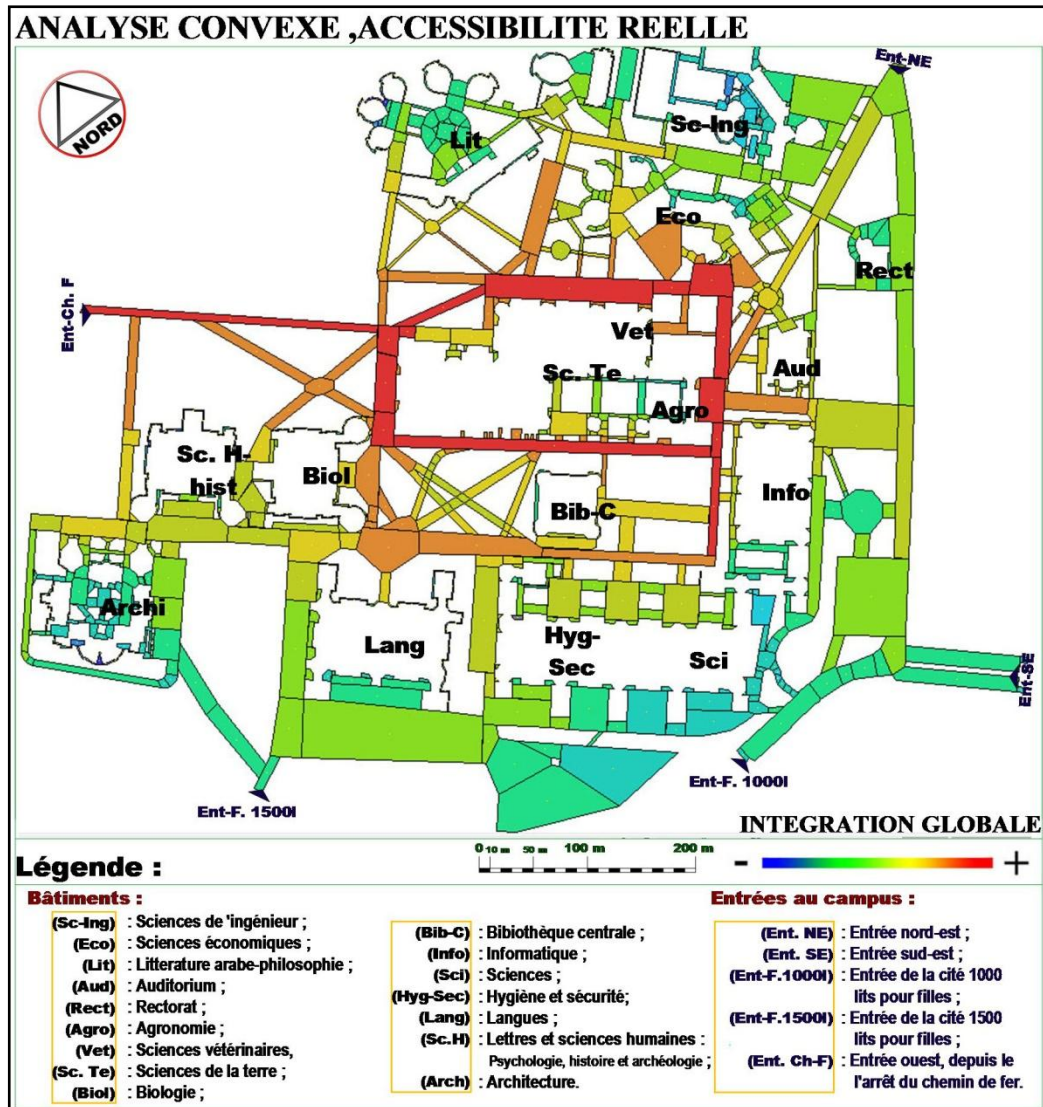 ANALYSE CONVEXE ,ACCESSIBILITE REELLE
NORD
Ent-NE
Sc-Ing
Lit
Eco
Rect
Ent-Ch. F
Vet
Sc. Te
Aud
Agro
Sc. H-
hist
Biol
Info
Bib-C
Archi
Lang
Hyg-
Sec
Sci
Ent-SE
Ent-F. 1000l
Ent-F. 1500l
INTEGRATION GLOBALE
Légende :
0 10 m 50 m 100 m 200 m
- +
Bâtiments :
(Sc-Ing) : Sciences de 'ingénieur ;
(Eco) : Sciences économiques ;
(Lit) : Litterature arabe-philosophie ;
(Aud) : Auditorium ;
(Rect) : Rectorat ;
(Agro) : Agronomie ;
(Vet) : Sciences vétérinaires,
(Sc. Te) : Sciences de la terre ;
(Biol) : Biologie ;
(Bib-C) : Bibiothèque centrale ;
(Info) : Informatique ;
(Sci) : Sciences ;
(Hyg-Sec) : Hygiène et sécurité;
(Lang) : Langues ;
(Sc.H) : Lettres et sciences humaines :
Psychologie, histoire et archéologie ;
(Arch) : Architecture.
Entrées au campus :
(Ent. NE) : Entrée nord-est ;
(Ent. SE) : Entrée sud-est ;
(Ent-F.1000l) : Entrée de la cité 1000
lits pour filles ;
(Ent-F.1500l) : Entrée de la cité 1500
lits pour filles ;
(Ent. Ch-F) : Entrée ouest, depuis le
l'arrêt du chemin de fer.